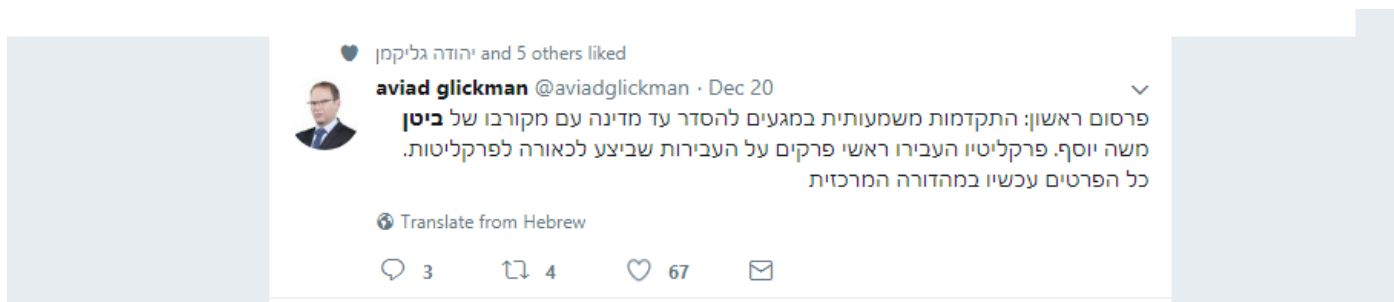 יהודה גליקמן and 5 others liked
aviad glickman @aviadglickman · Dec 20
פרסום ראשון: התקדמות משמעותית במגעים להסדר עד מדינה עם מקורבו של ביטן
משה יוסף. פרקליטיו העבירו ראשי פרקים על העבירות שביצע לכאורה לפרקליטות.
כל הפרטים עכשיו במהדורה המרכזית
Translate from Hebrew
3 4 67